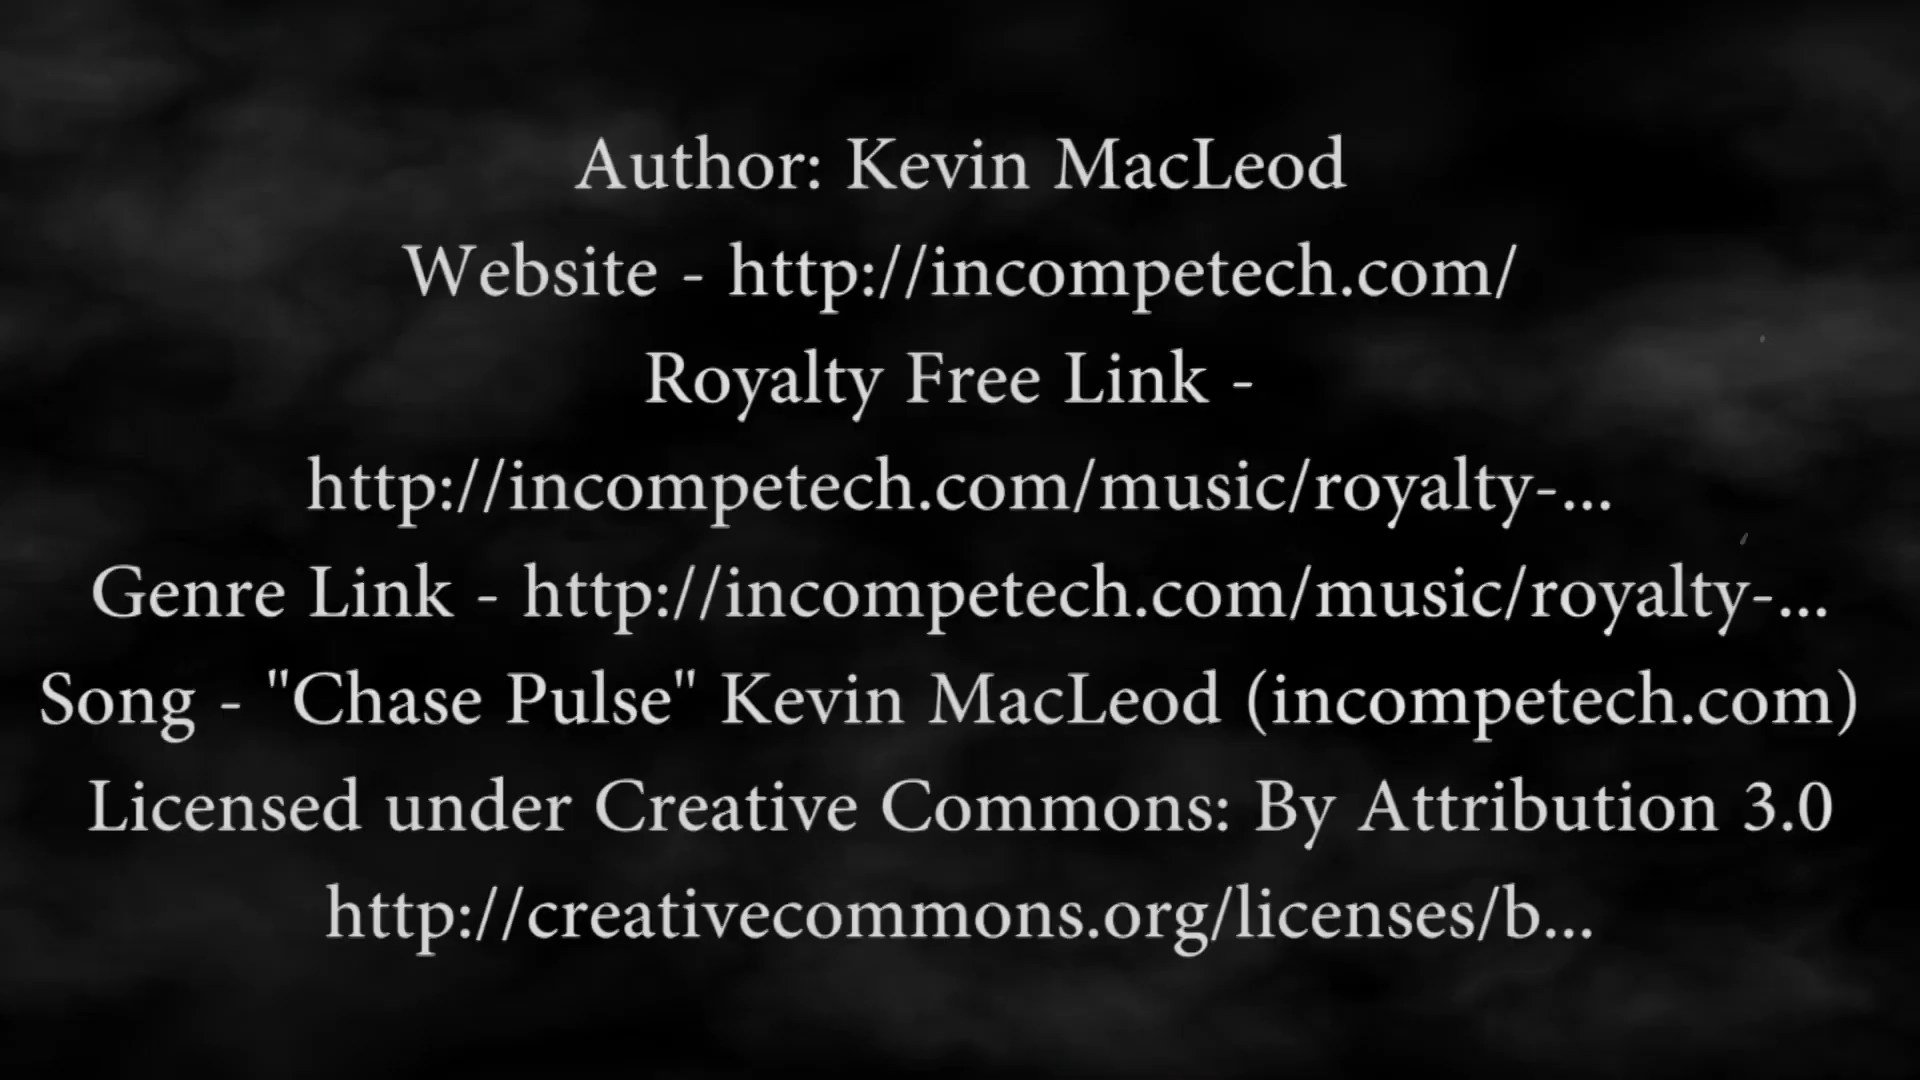 Author: Kevin MacLeod
Website - http://incompetech.com/
Royalty Free Link -
http://incompetech.com/music/royalty-...
Genre Link - http://incompetech.com/music/royalty-...
Song - "Chase Pulse" Kevin MacLeod (incompetech.com)
Licensed under Creative Commons: By Attribution 3.0
http://creativecommons.org/licenses/b...